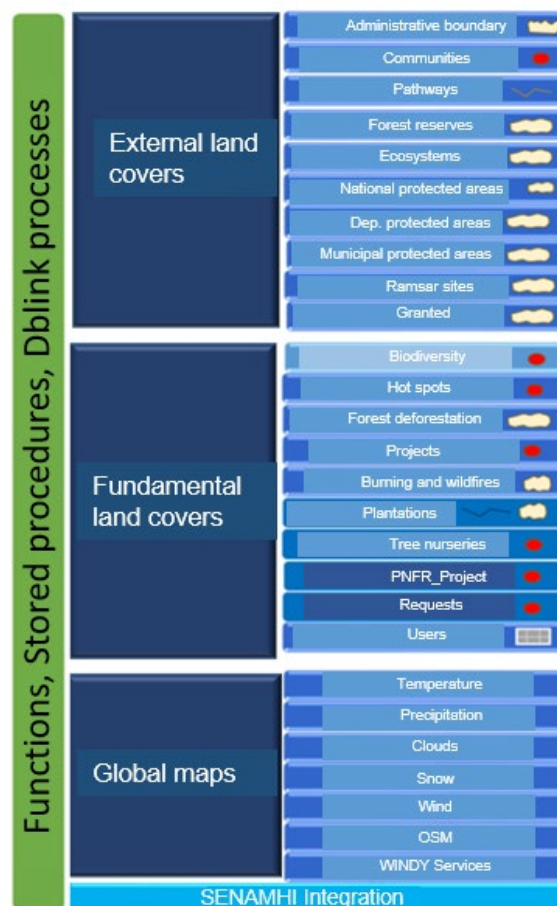 Functions, Stored procedures, Dblink processes
External land
covers
Administrative boundary
Communities
Pathways
Forest reserves
Ecosystems
National protected areas
Dep. protected areas
Municipal protected areas
Ramsar sites
Granted
Fundamental
land covers
Biodiversity
Hot spots
Forest deforestation
Projects
Burning and wildfires
Plantations
Tree nurseries
PNFR_Project
Requests
Users
Global maps
Temperature
Precipitation
Clouds
Snow
Wind
OSM
WINDY Services
SENAMHI Integration